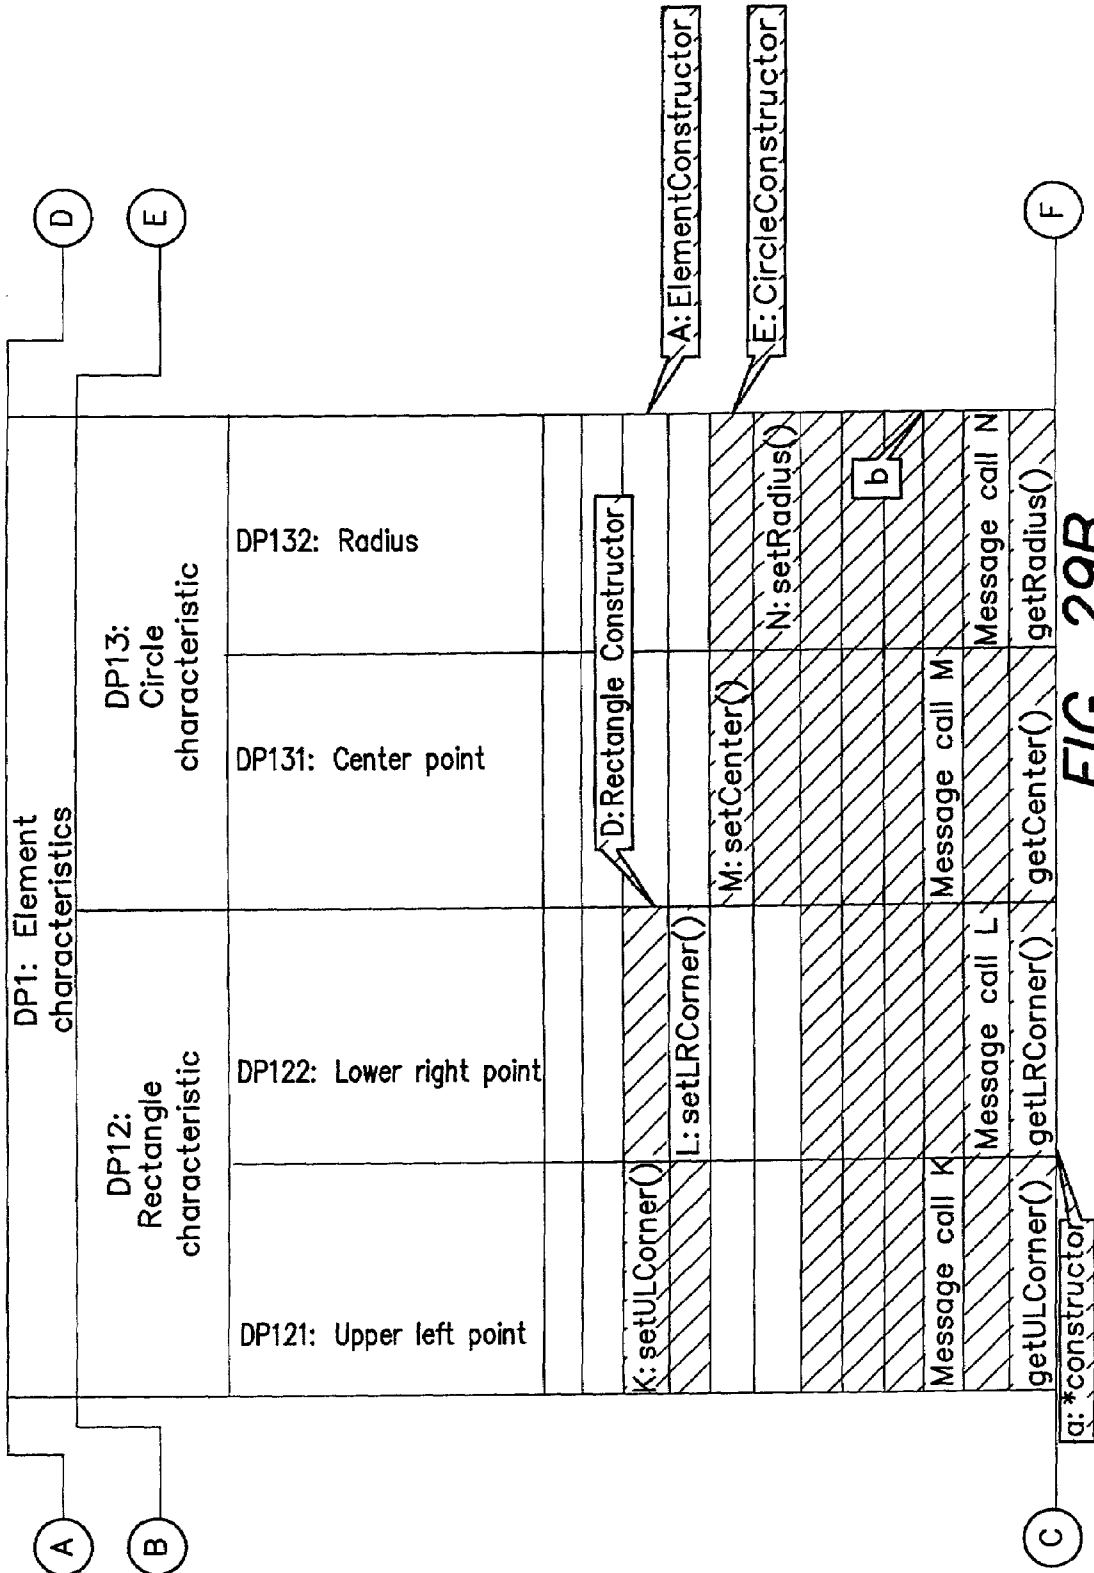 A
B
D
E
DP1: Element
characteristics
DP12:
Rectangle
characteristic
DP13:
Circle
characteristic
DP121: Upper left point
DP122: Lower right point
DP131: Center point
DP132: Radius
D:Rectangle Constructor
K: setULCorner()
A: ElementConstructor
L: setLRCorner()
M: setCenter()
E: CircleConstructor
N: setRadius()
b
Message call K
Message call M
Message call L
Message call N
getULCorner()
getLRCorner()
getCenter()
getRadius()
C
F
a: *constructor
FIG. 29B